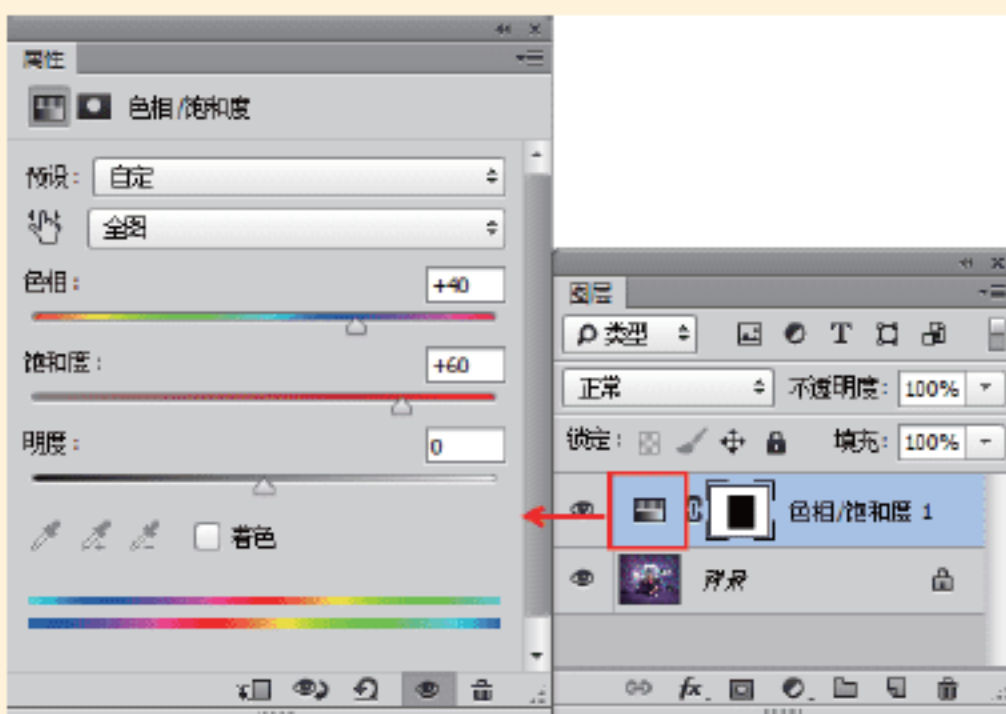 属性
色相/饱和度
预设: 自定
全图
色相: +40
饱和度: +60
明度: 0
着色
图层
类型 T
正常 不透明度: 100%
锁定: 填充: 100%
色相/饱和度 1
背景
fx.